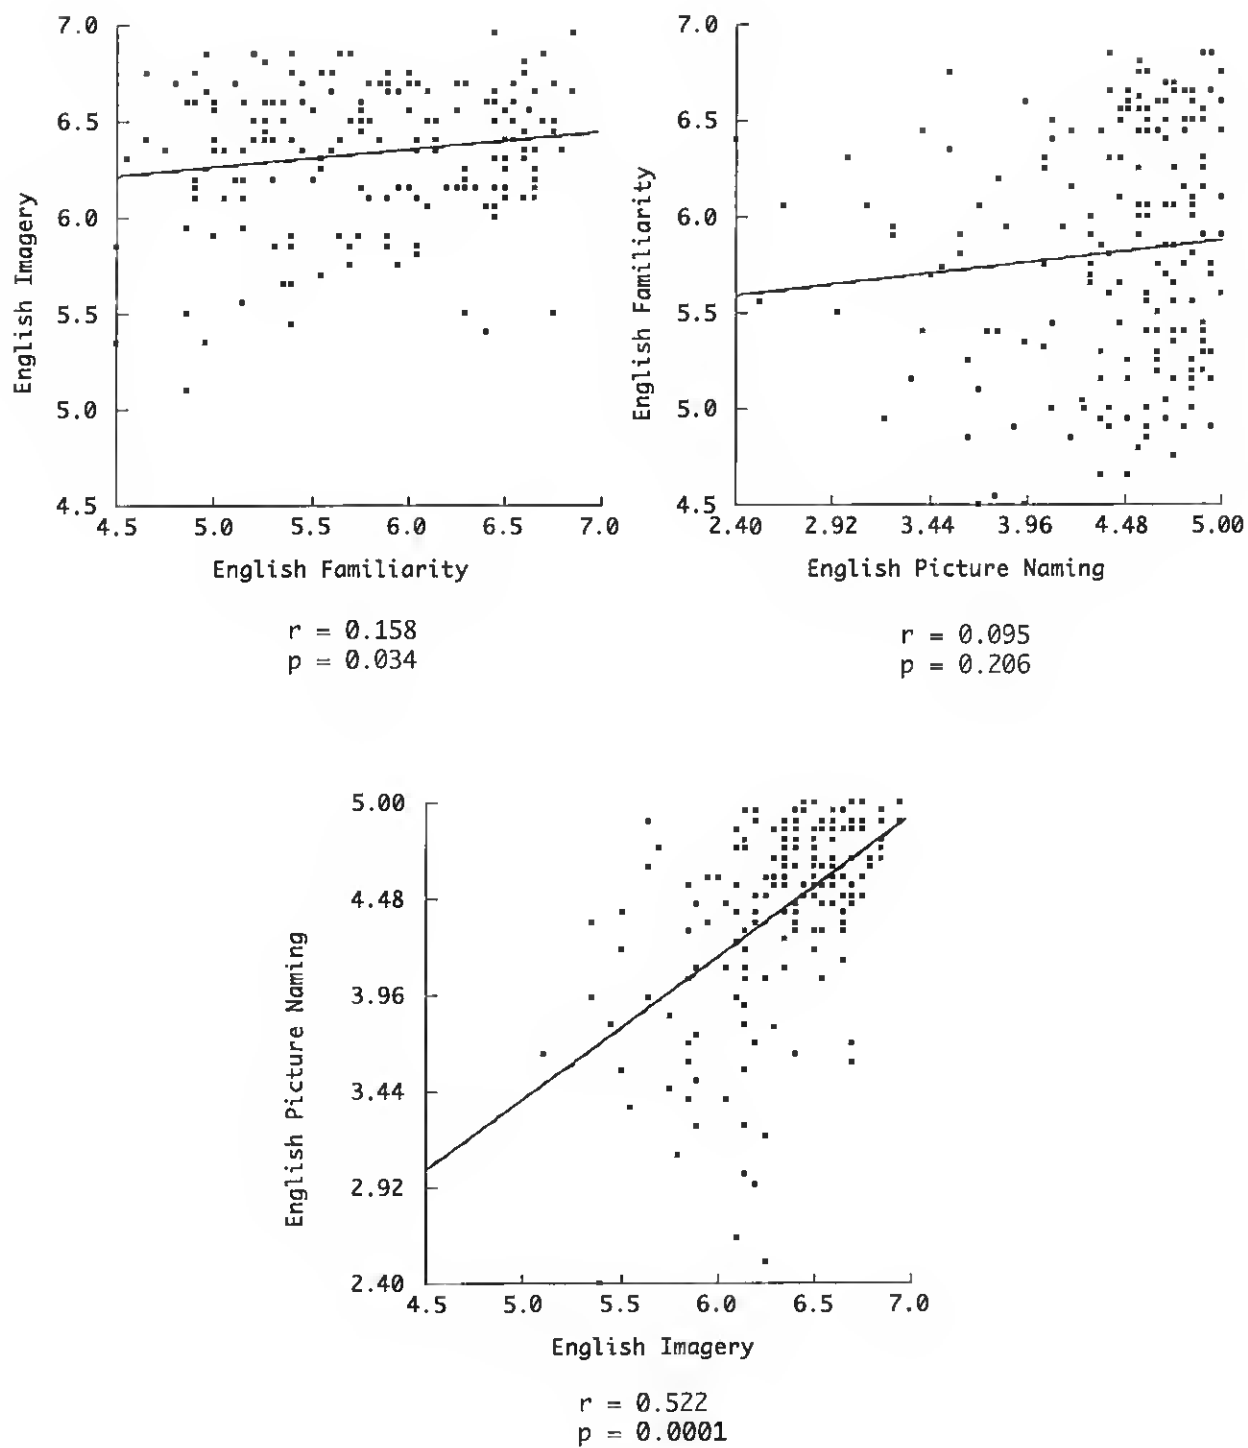 7.0
6.5
6.0
5.5
5.0
4.5
English Imagery
4.5 5.0 5.5 6.0 6.5 7.0
English Familiarity
r = 0.158
p = 0.034
7.0
6.5
6.0
5.5
5.0
4.5
English Familiarity
2.40 2.92 3.44 3.96 4.48 5.00
English Picture Naming
r = 0.095
p = 0.206
5.00
4.48
3.96
3.44
2.92
2.40
English Picture Naming
4.5 5.0 5.5 6.0 6.5 7.0
English Imagery
r = 0.522
p = 0.0001